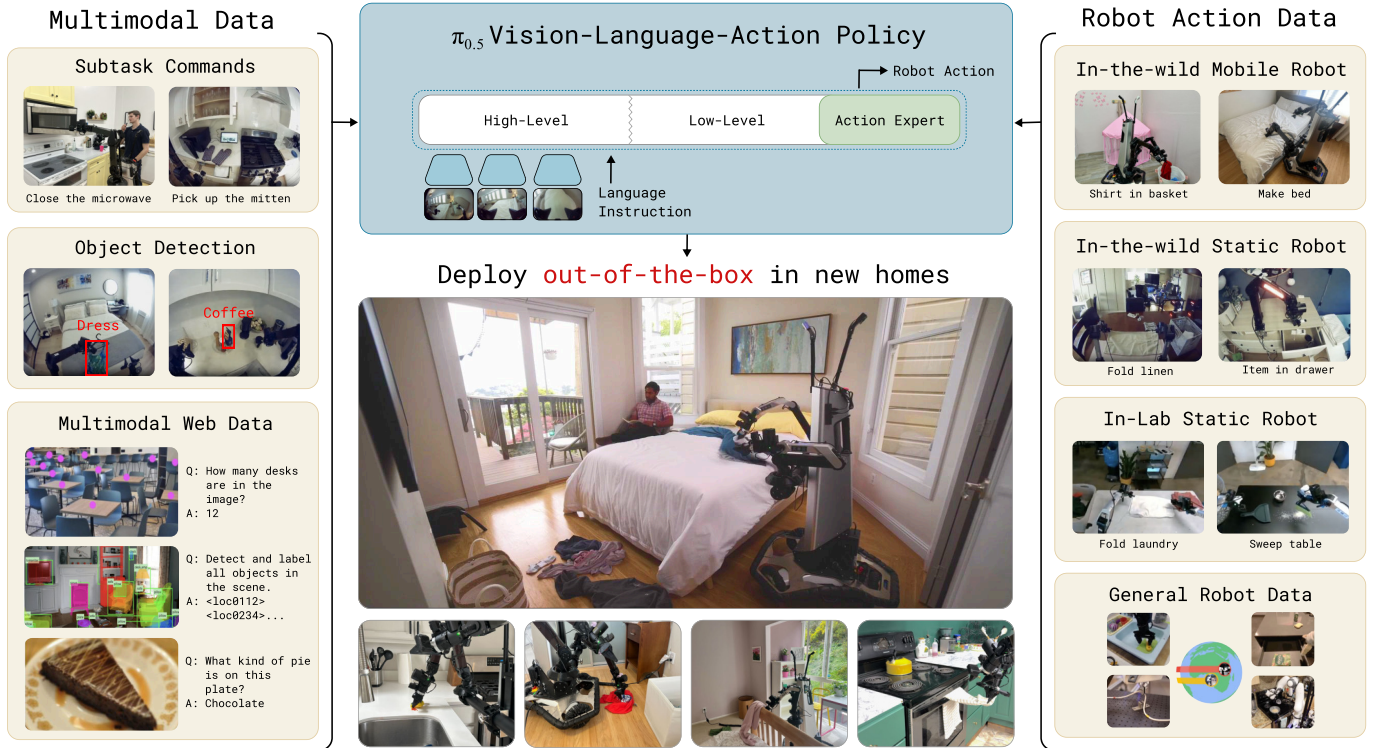 Multimodal Data
Subtask Commands
Close the microwave
Pick up the mitten
Object Detection
Dress
Coffee
Multimodal Web Data
Q: How many desks
are in the
image?
A: 12
Q: Detect and label
all objects in
the scene.
A: <loc0112>
<loc0234>...
Q: What kind of pie
is on this
plate?
A: Chocolate
π0.5 Vision-Language-Action Policy
Robot Action
High-Level
Low-Level
Action Expert
Language
Instruction
Deploy out-of-the-box in new homes
Robot Action Data
In-the-wild Mobile Robot
Shirt in basket
Make bed
In-the-wild Static Robot
Fold linen
Item in drawer
In-Lab Static Robot
Fold laundry
Sweep table
General Robot Data